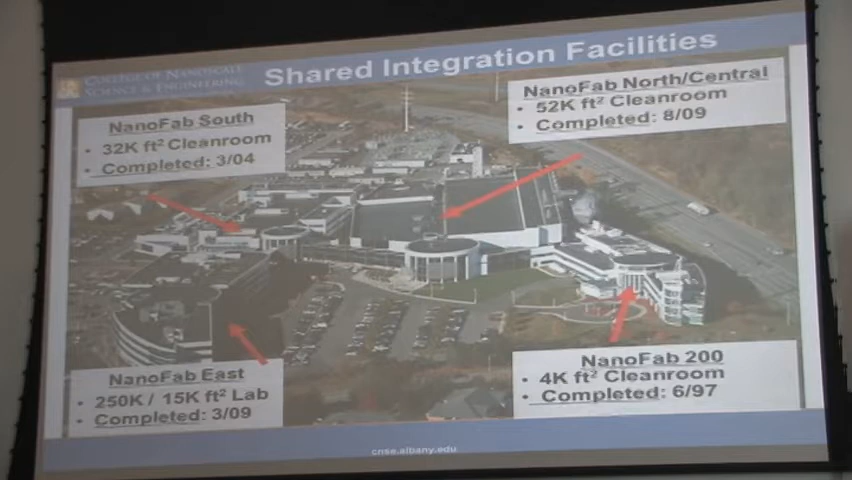 COLLEGE OF NANOSCALE
SCIENCE & ENGINEERING
Shared Integration Facilities
NanoFab South
• 32K ft² Cleanroom
• Completed: 3/04
NanoFab North/Central
• 52K ft² Cleanroom
• Completed: 8/09
NanoFab East
• 250K / 15K ft² Lab
• Completed: 3/09
NanoFab 200
• 4K ft² Cleanroom
• Completed: 6/97
cnse.albany.edu